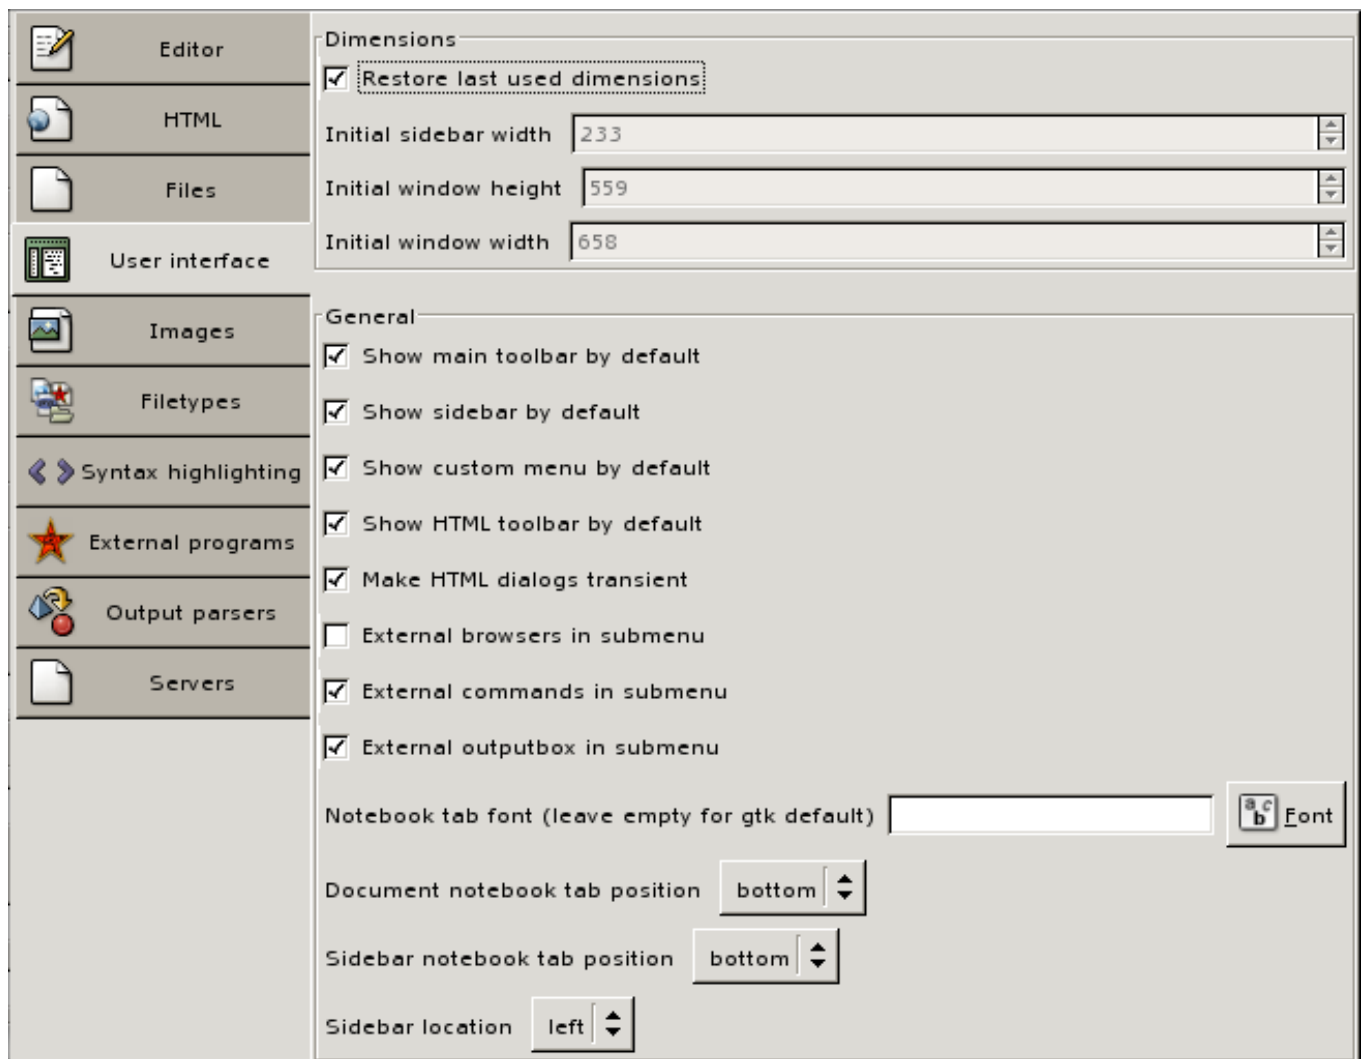 Editor
HTML
Files
User interface
Images
Filetypes
Syntax highlighting
External programs
Output parsers
Servers
Dimensions
Restore last used dimensions
Initial sidebar width 233
Initial window height 559
Initial window width 658
General
Show main toolbar by default
Show sidebar by default
Show custom menu by default
Show HTML toolbar by default
Make HTML dialogs transient
External browsers in submenu
External commands in submenu
External outputbox in submenu
Notebook tab font (leave empty for gtk default) a c b Font
Document notebook tab position bottom
Sidebar notebook tab position bottom
Sidebar location left